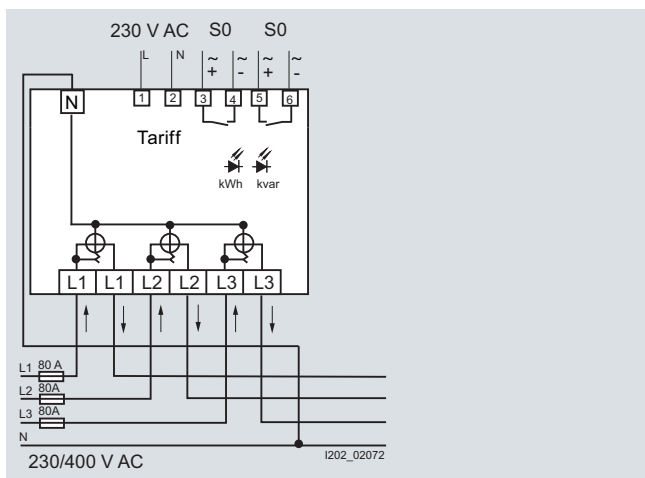 230 V AC S0 S0
L N ~ ~ ~ ~
+ - + -
N 1 2 3 4 5 6
Tariff
kWh kvar
L1 L1 L2 L2 L3 L3
L1 80 A
L2 80A
L3 80A
N
230/400 V AC
I202_02072